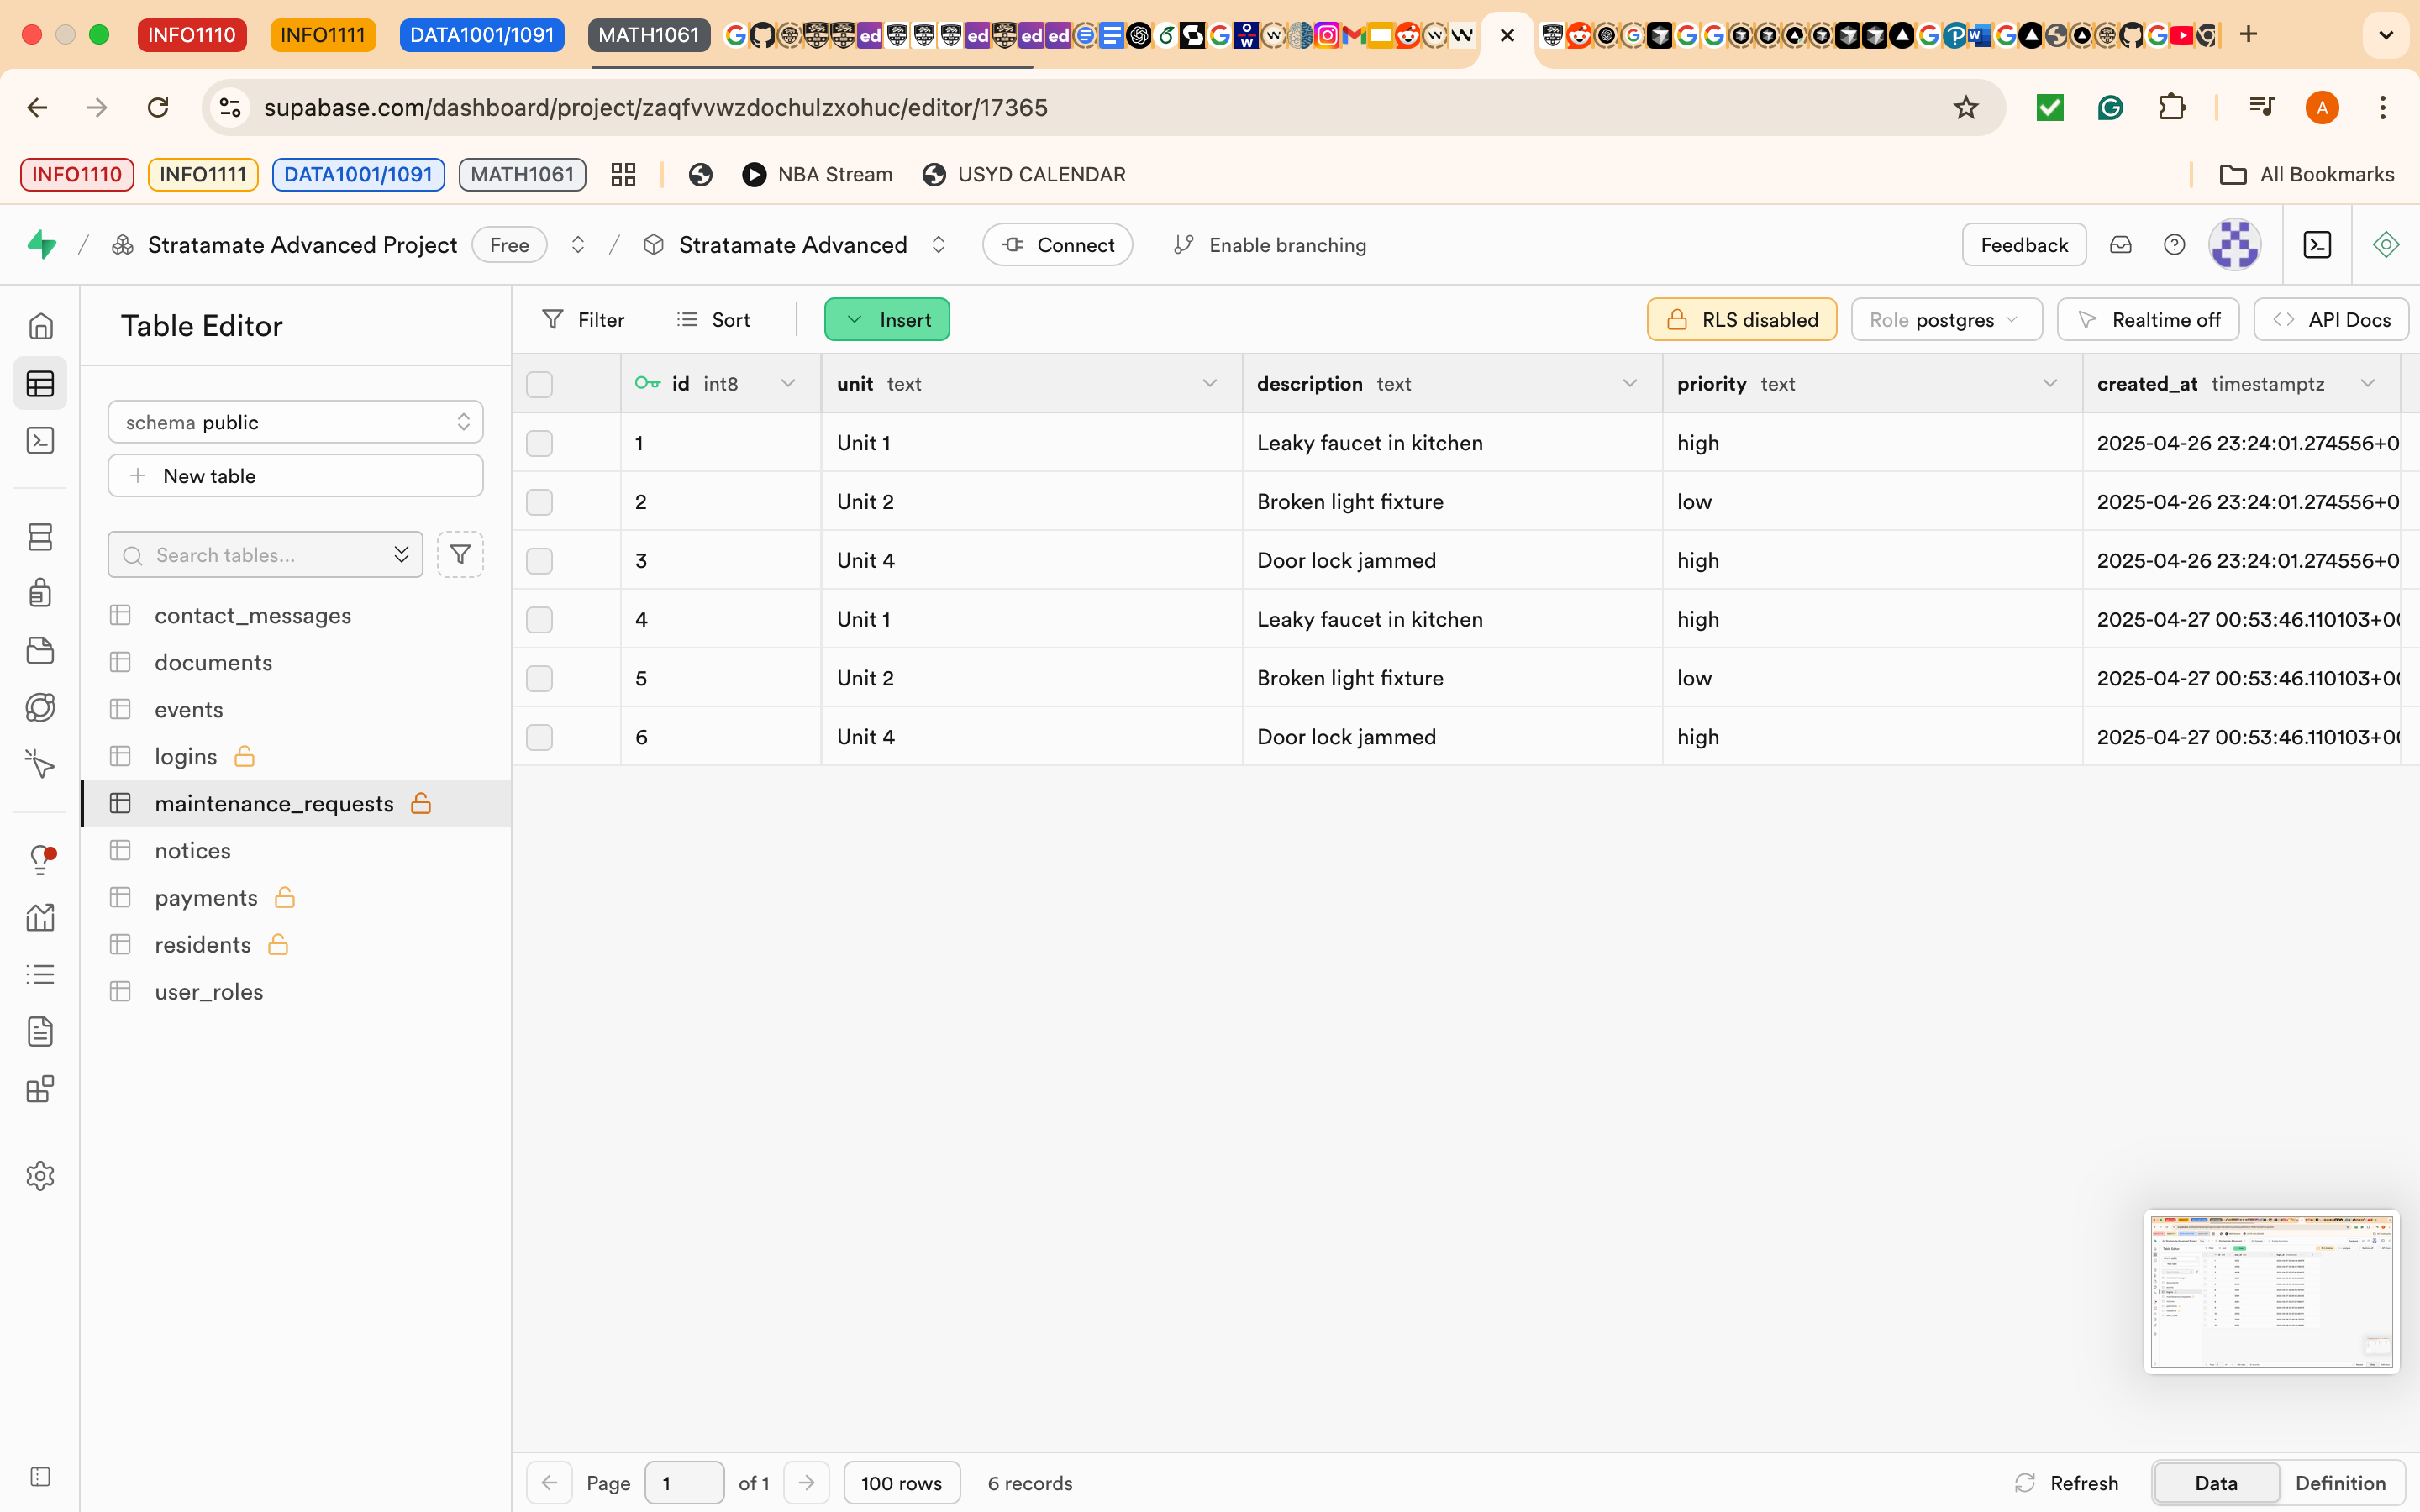 INFO1110 INFO1111 DATA1001/1091 MATH1061
supabase.com/dashboard/project/zaqfvvwzdochulzxohuc/editor/17365
INFO1110 INFO1111 DATA1001/1091 MATH1061 NBA Stream USYD CALENDAR All Bookmarks
/ Stratamate Advanced Project Free / Stratamate Advanced Connect Enable branching Feedback
Table Editor
Filter Sort Insert RLS disabled Role postgres Realtime off API Docs
schema public
New table
Search tables...
contact_messages
documents
events
logins
maintenance_requests
notices
payments
residents
user_roles
id int8 unit text description text priority text created_at timestamptz
1 Unit 1 Leaky faucet in kitchen high 2025-04-26 23:24:01.274556+0
2 Unit 2 Broken light fixture low 2025-04-26 23:24:01.274556+0
3 Unit 4 Door lock jammed high 2025-04-26 23:24:01.274556+0
4 Unit 1 Leaky faucet in kitchen high 2025-04-27 00:53:46.110103+0
5 Unit 2 Broken light fixture low 2025-04-27 00:53:46.110103+0
6 Unit 4 Door lock jammed high 2025-04-27 00:53:46.110103+0
Page 1 of 1 100 rows 6 records Refresh Data Definition